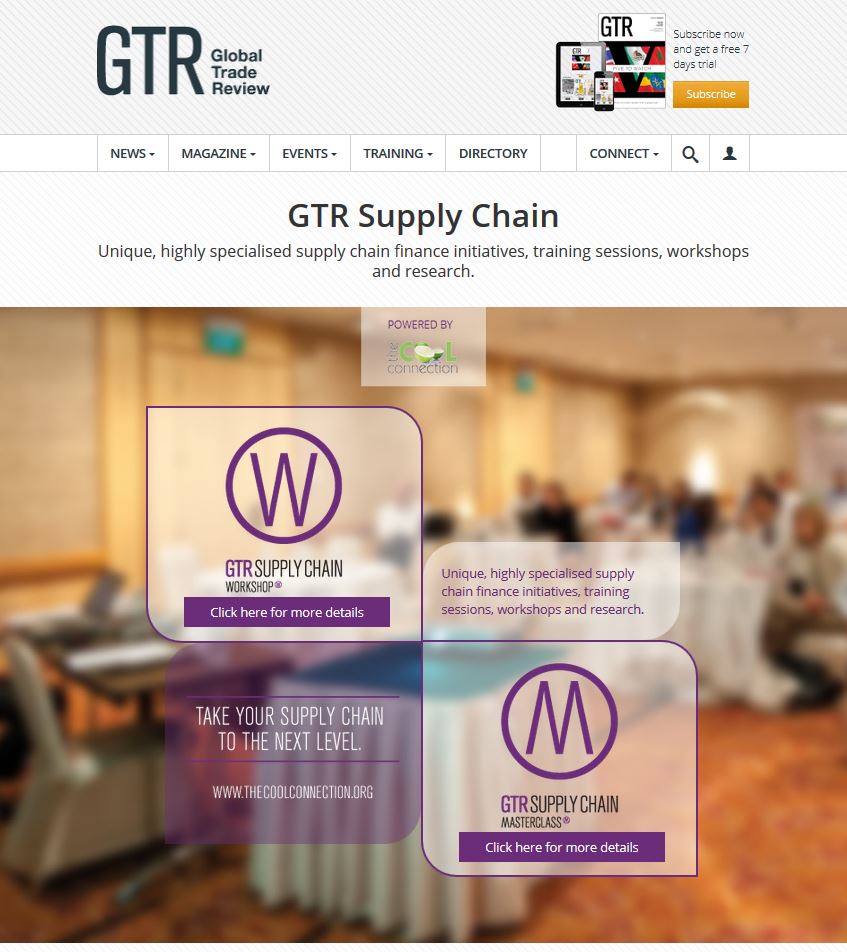 GTR
Global
Trade
Review
GTR
FIVE TO WATCH
Subscribe now
and get a free 7
days trial
Subscribe
NEWS
MAGAZINE
EVENTS
TRAINING
DIRECTORY
CONNECT
GTR Supply Chain
Unique, highly specialised supply chain finance initiatives, training sessions, workshops
and research.
POWERED BY
the COOL
connection
W
GTR SUPPLY CHAIN
WORKSHOP®
Click here for more details
Unique, highly specialised supply
chain finance initiatives, training
sessions, workshops and research.
TAKE YOUR SUPPLY CHAIN
TO THE NEXT LEVEL.
WWW.THECOOLCONNECTION.ORG
M
GTR SUPPLY CHAIN
MASTERCLASS®
Click here for more details